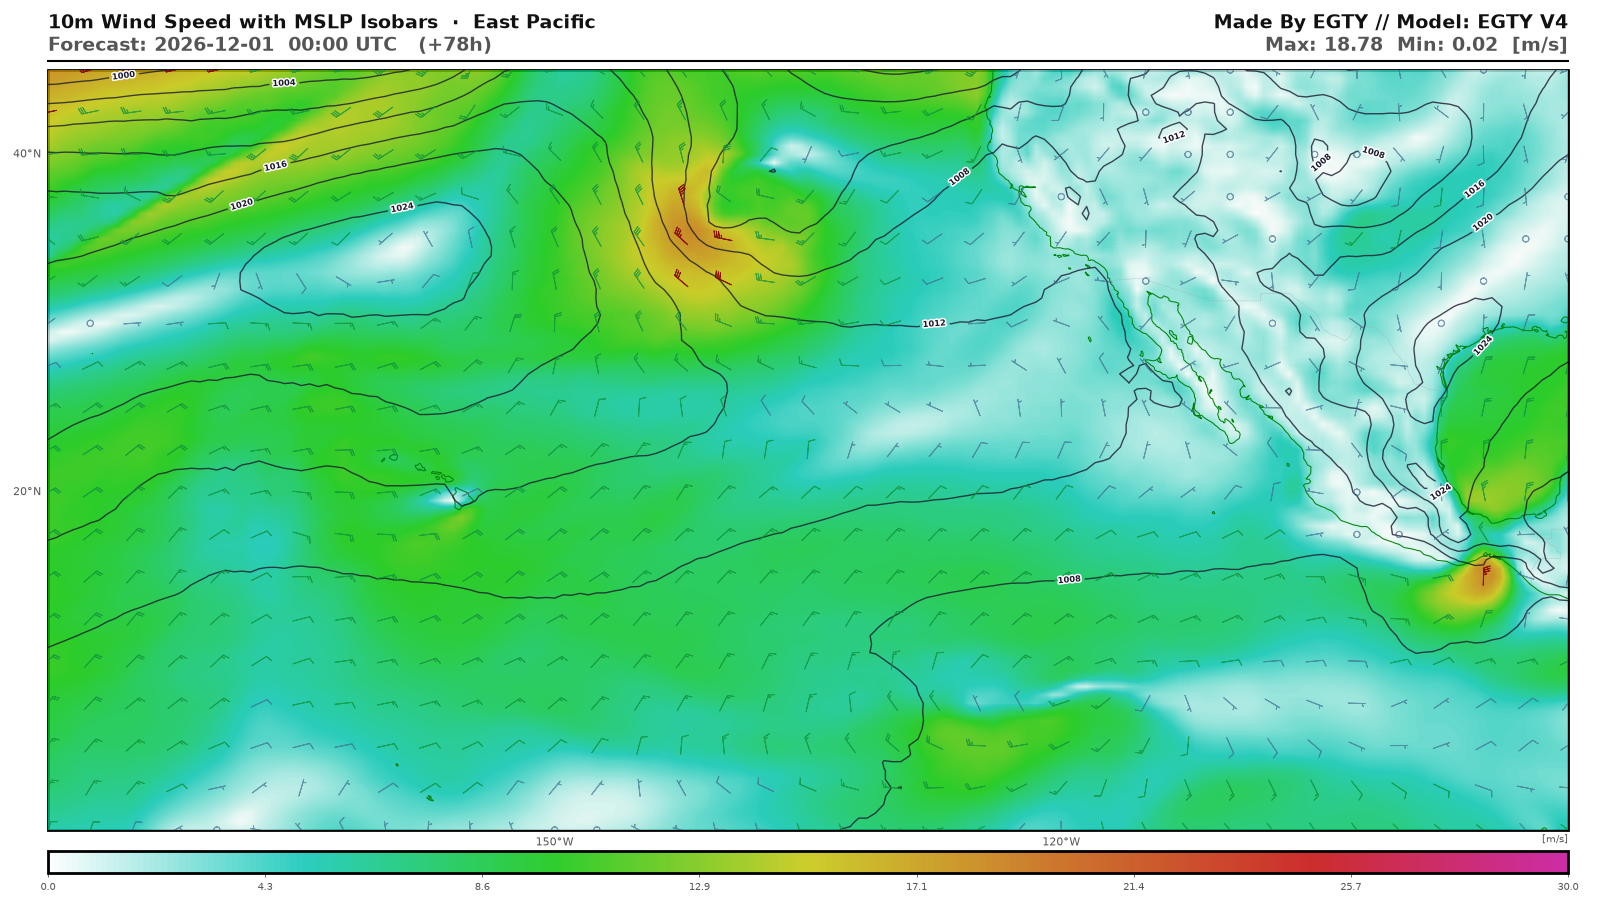 10m Wind Speed with MSLP Isobars · East Pacific
Made By EGTY // Model: EGTY V4
Forecast: 2026-12-01 00:00 UTC (+78h)
Max: 18.78 Min: 0.02 [m/s]
1000
1004
1012
1008
1008
40°N
1016
1008
1016
1020
1024
1020
1012
1024
1024
20°N
1008
150°W
120°W
[m/s]
0.0
4.3
8.6
12.9
17.1
21.4
25.7
30.0